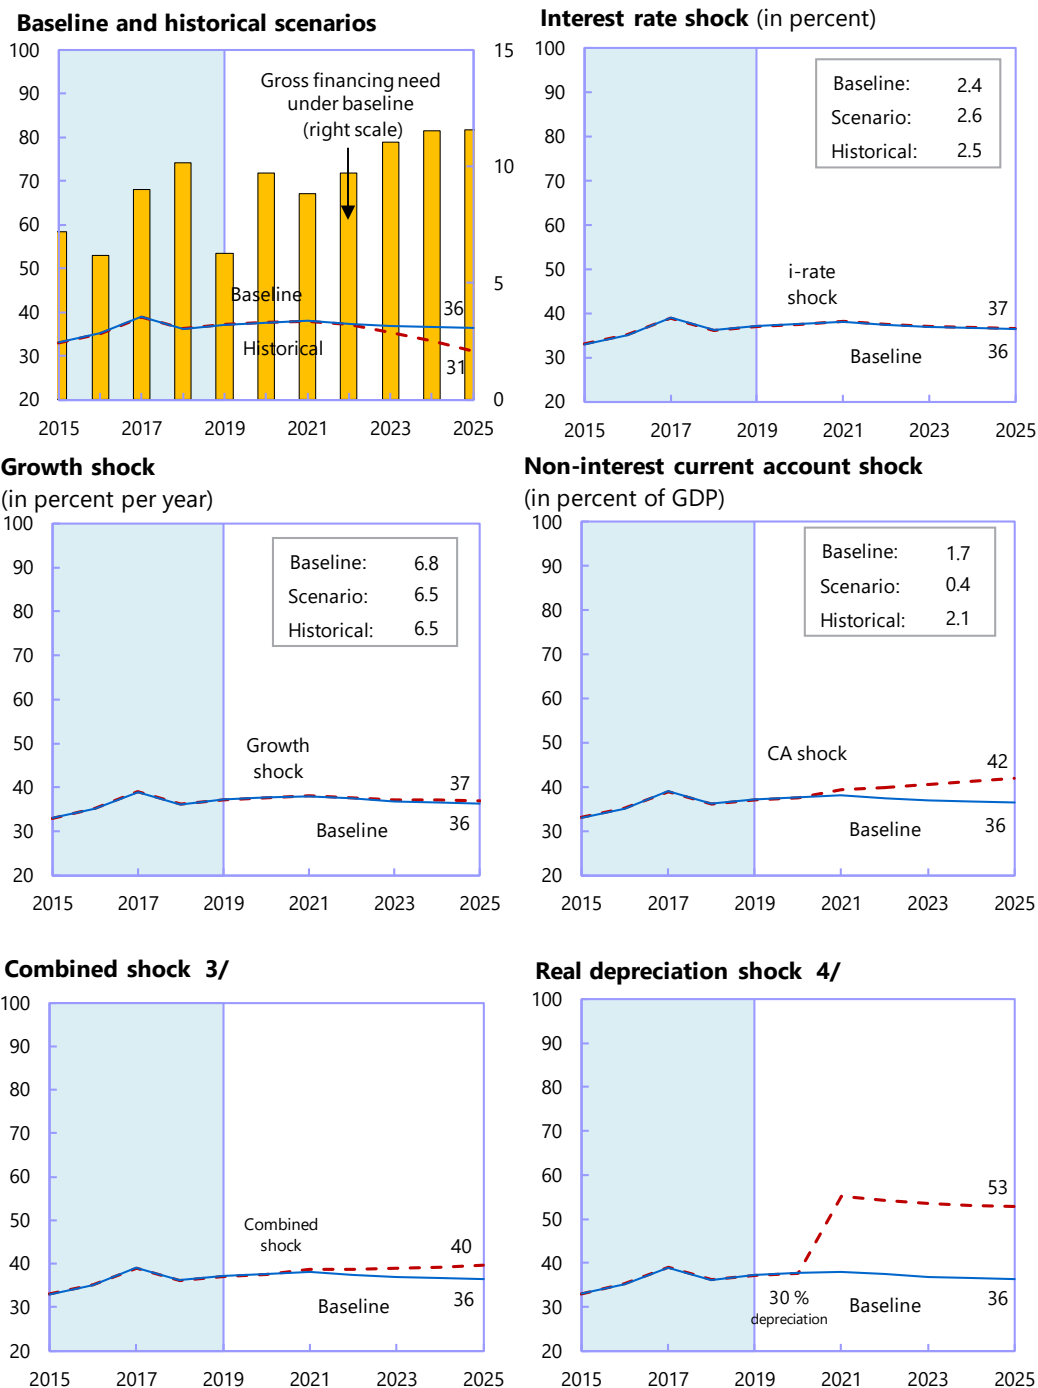 Baseline and historical scenarios
100
90
80
70
60
50
40
30
20
15
10
5
0
Gross financing need
under baseline
(right scale)
Baseline
Historical
36
31
2015 2017 2019 2021 2023 2025
Interest rate shock (in percent)
100
90
80
70
60
50
40
30
20
Baseline: 2.4
Scenario: 2.6
Historical: 2.5
i-rate
shock
37
Baseline
36
2015 2017 2019 2021 2023 2025
Growth shock
(in percent per year)
100
90
80
70
60
50
40
30
20
Baseline: 6.8
Scenario: 6.5
Historical: 6.5
Growth
shock
37
Baseline
36
2015 2017 2019 2021 2023 2025
Non-interest current account shock
(in percent of GDP)
100
90
80
70
60
50
40
30
20
Baseline: 1.7
Scenario: 0.4
Historical: 2.1
CA shock
42
Baseline
36
2015 2017 2019 2021 2023 2025
Combined shock 3/
100
90
80
70
60
50
40
30
20
Combined
shock
40
Baseline
36
2015 2017 2019 2021 2023 2025
Real depreciation shock 4/
100
90
80
70
60
50
40
30
20
53
30 %
depreciation
Baseline
36
2015 2017 2019 2021 2023 2025